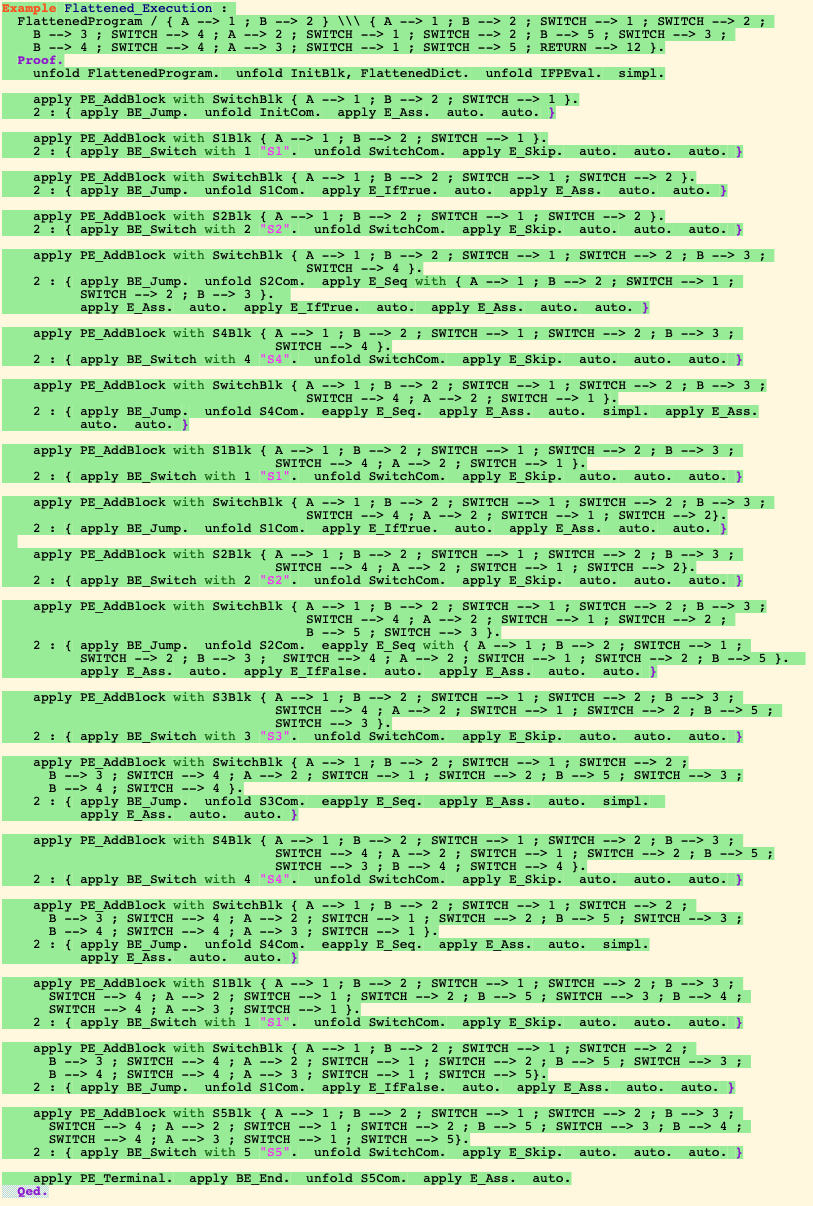 Example Flattened_Execution :
FlattenedProgram / { A --> 1 ; B --> 2 } \\\ { A --> 1 ; B --> 2 ; SWITCH --> 1 ; SWITCH --> 2 ;
B --> 3 ; SWITCH --> 4 ; A --> 2 ; SWITCH --> 1 ; SWITCH --> 2 ; B --> 5 ; SWITCH --> 3 ;
B --> 4 ; SWITCH --> 4 ; A --> 3 ; SWITCH --> 1 ; SWITCH --> 5 ; RETURN --> 12 }.
Proof.
unfold FlattenedProgram. unfold InitBlk, FlattenedDict. unfold IFPEval. simpl.
apply PE_AddBlock with SwitchBlk { A --> 1 ; B --> 2 ; SWITCH --> 1 }.
2 : { apply BE_Jump. unfold InitCom. apply E_Ass. auto. auto. }
apply PE_AddBlock with S1Blk { A --> 1 ; B --> 2 ; SWITCH --> 1 }.
2 : { apply BE_Switch with 1 "S1". unfold SwitchCom. apply E_Skip. auto. auto. auto. }
apply PE_AddBlock with SwitchBlk { A --> 1 ; B --> 2 ; SWITCH --> 1 ; SWITCH --> 2 }.
2 : { apply BE_Jump. unfold S1Com. apply E_IfTrue. auto. apply E_Ass. auto. auto. }
apply PE_AddBlock with S2Blk { A --> 1 ; B --> 2 ; SWITCH --> 1 ; SWITCH --> 2 }.
2 : { apply BE_Switch with 2 "S2". unfold SwitchCom. apply E_Skip. auto. auto. auto. }
apply PE_AddBlock with SwitchBlk { A --> 1 ; B --> 2 ; SWITCH --> 1 ; SWITCH --> 2 ; B --> 3 ;
SWITCH --> 4 }.
2 : { apply BE_Jump. unfold S2Com. apply E_Seq with { A --> 1 ; B --> 2 ; SWITCH --> 1 ;
SWITCH --> 2 ; B --> 3 }.
apply E_Ass. auto. apply E_IfTrue. auto. apply E_Ass. auto. auto. }
apply PE_AddBlock with S4Blk { A --> 1 ; B --> 2 ; SWITCH --> 1 ; SWITCH --> 2 ; B --> 3 ;
SWITCH --> 4 }.
2 : { apply BE_Switch with 4 "S4". unfold SwitchCom. apply E_Skip. auto. auto. auto. }
apply PE_AddBlock with SwitchBlk { A --> 1 ; B --> 2 ; SWITCH --> 1 ; SWITCH --> 2 ; B --> 3 ;
SWITCH --> 4 ; A --> 2 ; SWITCH --> 1 }.
2 : { apply BE_Jump. unfold S4Com. eapply E_Seq. apply E_Ass. auto. simpl. apply E_Ass.
auto. auto. }
apply PE_AddBlock with S1Blk { A --> 1 ; B --> 2 ; SWITCH --> 1 ; SWITCH --> 2 ; B --> 3 ;
SWITCH --> 4 ; A --> 2 ; SWITCH --> 1 }.
2 : { apply BE_Switch with 1 "S1". unfold SwitchCom. apply E_Skip. auto. auto. auto. }
apply PE_AddBlock with SwitchBlk { A --> 1 ; B --> 2 ; SWITCH --> 1 ; SWITCH --> 2 ; B --> 3 ;
SWITCH --> 4 ; A --> 2 ; SWITCH --> 1 ; SWITCH --> 2}.
2 : { apply BE_Jump. unfold S1Com. apply E_IfTrue. auto. apply E_Ass. auto. auto. }
apply PE_AddBlock with S2Blk { A --> 1 ; B --> 2 ; SWITCH --> 1 ; SWITCH --> 2 ; B --> 3 ;
SWITCH --> 4 ; A --> 2 ; SWITCH --> 1 ; SWITCH --> 2}.
2 : { apply BE_Switch with 2 "S2". unfold SwitchCom. apply E_Skip. auto. auto. auto. }
apply PE_AddBlock with SwitchBlk { A --> 1 ; B --> 2 ; SWITCH --> 1 ; SWITCH --> 2 ; B --> 3 ;
SWITCH --> 4 ; A --> 2 ; SWITCH --> 1 ; SWITCH --> 2 ;
B --> 5 ; SWITCH --> 3 }.
2 : { apply BE_Jump. unfold S2Com. eapply E_Seq with { A --> 1 ; B --> 2 ; SWITCH --> 1 ;
SWITCH --> 2 ; B --> 3 ; SWITCH --> 4 ; A --> 2 ; SWITCH --> 1 ; SWITCH --> 2 ; B --> 5 }.
apply E_Ass. auto. apply E_IfFalse. auto. apply E_Ass. auto. auto. }
apply PE_AddBlock with S3Blk { A --> 1 ; B --> 2 ; SWITCH --> 1 ; SWITCH --> 2 ; B --> 3 ;
SWITCH --> 4 ; A --> 2 ; SWITCH --> 1 ; SWITCH --> 2 ; B --> 5 ;
SWITCH --> 3 }.
2 : { apply BE_Switch with 3 "S3". unfold SwitchCom. apply E_Skip. auto. auto. auto. }
apply PE_AddBlock with SwitchBlk { A --> 1 ; B --> 2 ; SWITCH --> 1 ; SWITCH --> 2 ;
B --> 3 ; SWITCH --> 4 ; A --> 2 ; SWITCH --> 1 ; SWITCH --> 2 ; B --> 5 ; SWITCH --> 3 ;
B --> 4 ; SWITCH --> 4 }.
2 : { apply BE_Jump. unfold S3Com. eapply E_Seq. apply E_Ass. auto. simpl.
apply E_Ass. auto. auto. }
apply PE_AddBlock with S4Blk { A --> 1 ; B --> 2 ; SWITCH --> 1 ; SWITCH --> 2 ; B --> 3 ;
SWITCH --> 4 ; A --> 2 ; SWITCH --> 1 ; SWITCH --> 2 ; B --> 5 ;
SWITCH --> 3 ; B --> 4 ; SWITCH --> 4 }.
2 : { apply BE_Switch with 4 "S4". unfold SwitchCom. apply E_Skip. auto. auto. auto. }
apply PE_AddBlock with SwitchBlk { A --> 1 ; B --> 2 ; SWITCH --> 1 ; SWITCH --> 2 ;
B --> 3 ; SWITCH --> 4 ; A --> 2 ; SWITCH --> 1 ; SWITCH --> 2 ; B --> 5 ; SWITCH --> 3 ;
B --> 4 ; SWITCH --> 4 ; A --> 3 ; SWITCH --> 1 }.
2 : { apply BE_Jump. unfold S4Com. eapply E_Seq. apply E_Ass. auto. simpl.
apply E_Ass. auto. auto. }
apply PE_AddBlock with S1Blk { A --> 1 ; B --> 2 ; SWITCH --> 1 ; SWITCH --> 2 ; B --> 3 ;
SWITCH --> 4 ; A --> 2 ; SWITCH --> 1 ; SWITCH --> 2 ; B --> 5 ; SWITCH --> 3 ; B --> 4 ;
SWITCH --> 4 ; A --> 3 ; SWITCH --> 1 }.
2 : { apply BE_Switch with 1 "S1". unfold SwitchCom. apply E_Skip. auto. auto. auto. }
apply PE_AddBlock with SwitchBlk { A --> 1 ; B --> 2 ; SWITCH --> 1 ; SWITCH --> 2 ;
B --> 3 ; SWITCH --> 4 ; A --> 2 ; SWITCH --> 1 ; SWITCH --> 2 ; B --> 5 ; SWITCH --> 3 ;
B --> 4 ; SWITCH --> 4 ; A --> 3 ; SWITCH --> 1 ; SWITCH --> 5}.
2 : { apply BE_Jump. unfold S1Com. apply E_IfFalse. auto. apply E_Ass. auto. auto. }
apply PE_AddBlock with S5Blk { A --> 1 ; B --> 2 ; SWITCH --> 1 ; SWITCH --> 2 ; B --> 3 ;
SWITCH --> 4 ; A --> 2 ; SWITCH --> 1 ; SWITCH --> 2 ; B --> 5 ; SWITCH --> 3 ; B --> 4 ;
SWITCH --> 4 ; A --> 3 ; SWITCH --> 1 ; SWITCH --> 5}.
2 : { apply BE_Switch with 5 "S5". unfold SwitchCom. apply E_Skip. auto. auto. auto. }
apply PE_Terminal. apply BE_End. unfold S5Com. apply E_Ass. auto.
Qed.